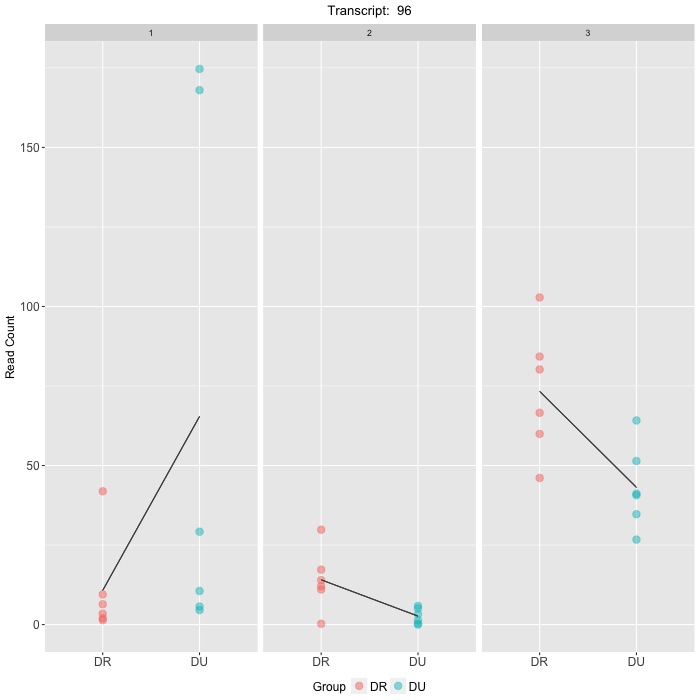 Transcript:  96
1 2 3
150
100
50
0
Read Count
DR DU DR DU DR DU
Group DR DU